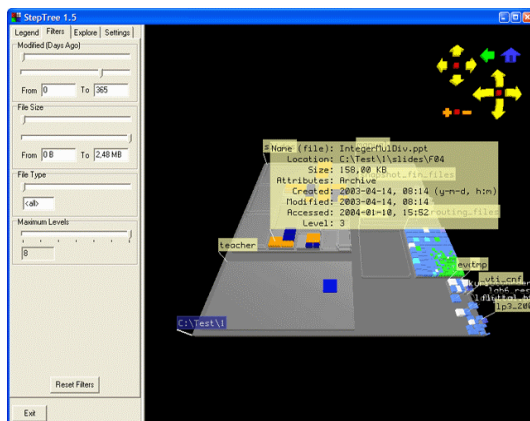 StepTree 1.5
Legend Filters Explore Settings
Modified (Days Ago)
From 0 To 365
File Size
From 0 B To 2,48 MB
File Type
<all>
Maximum Levels
8
Reset Filters
Exit
Name (file): IntegerMulDiv.ppt
Location: C:\Test\1\slides\F04
Size: 158,00 KB
Attributes: Archive
Created: 2003-04-14, 08:14 (y-m-d, h:m)
Modified: 2003-04-14, 08:14
Accessed: 2004-01-10, 15:52
Level: 3
routing_files
teacher
_vti_cnf
C:\Test\1